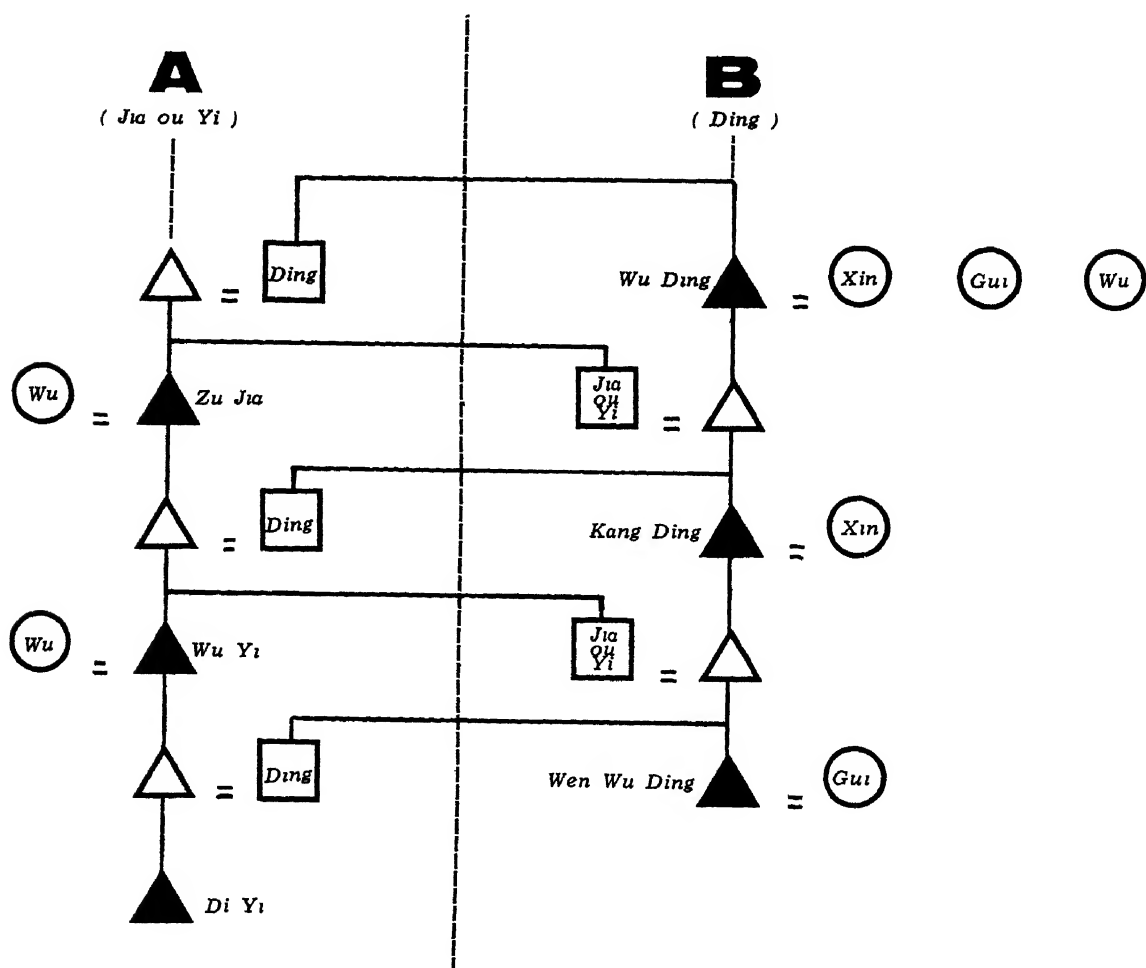 A
( Jia ou Yi )
B
( Ding )
Ding
Wu Ding
=
=
Xin
Gui
Wu
Wu
=
Zu Jia
Jia
ou
Yi
=
Ding
=
Kang Ding
=
Xin
Wu
=
Wu Yi
Jia
ou
Yi
=
Ding
=
Wen Wu Ding
=
Gui
Di Yi